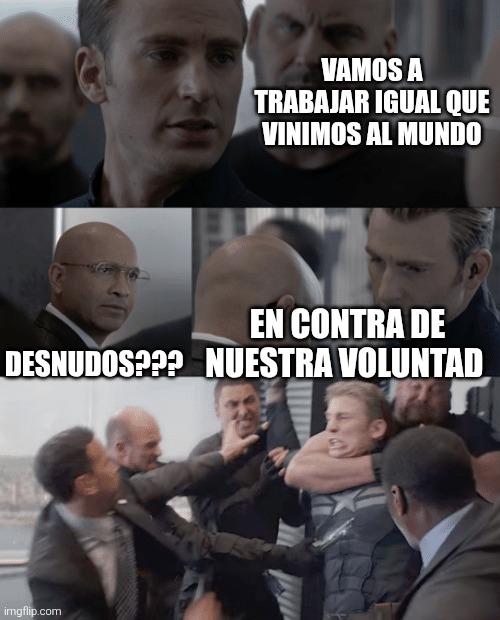 VAMOS A
TRABAJAR IGUAL QUE
VINIMOS AL MUNDO
DESNUDOS???
EN CONTRA DE
NUESTRA VOLUNTAD
imgflip.com